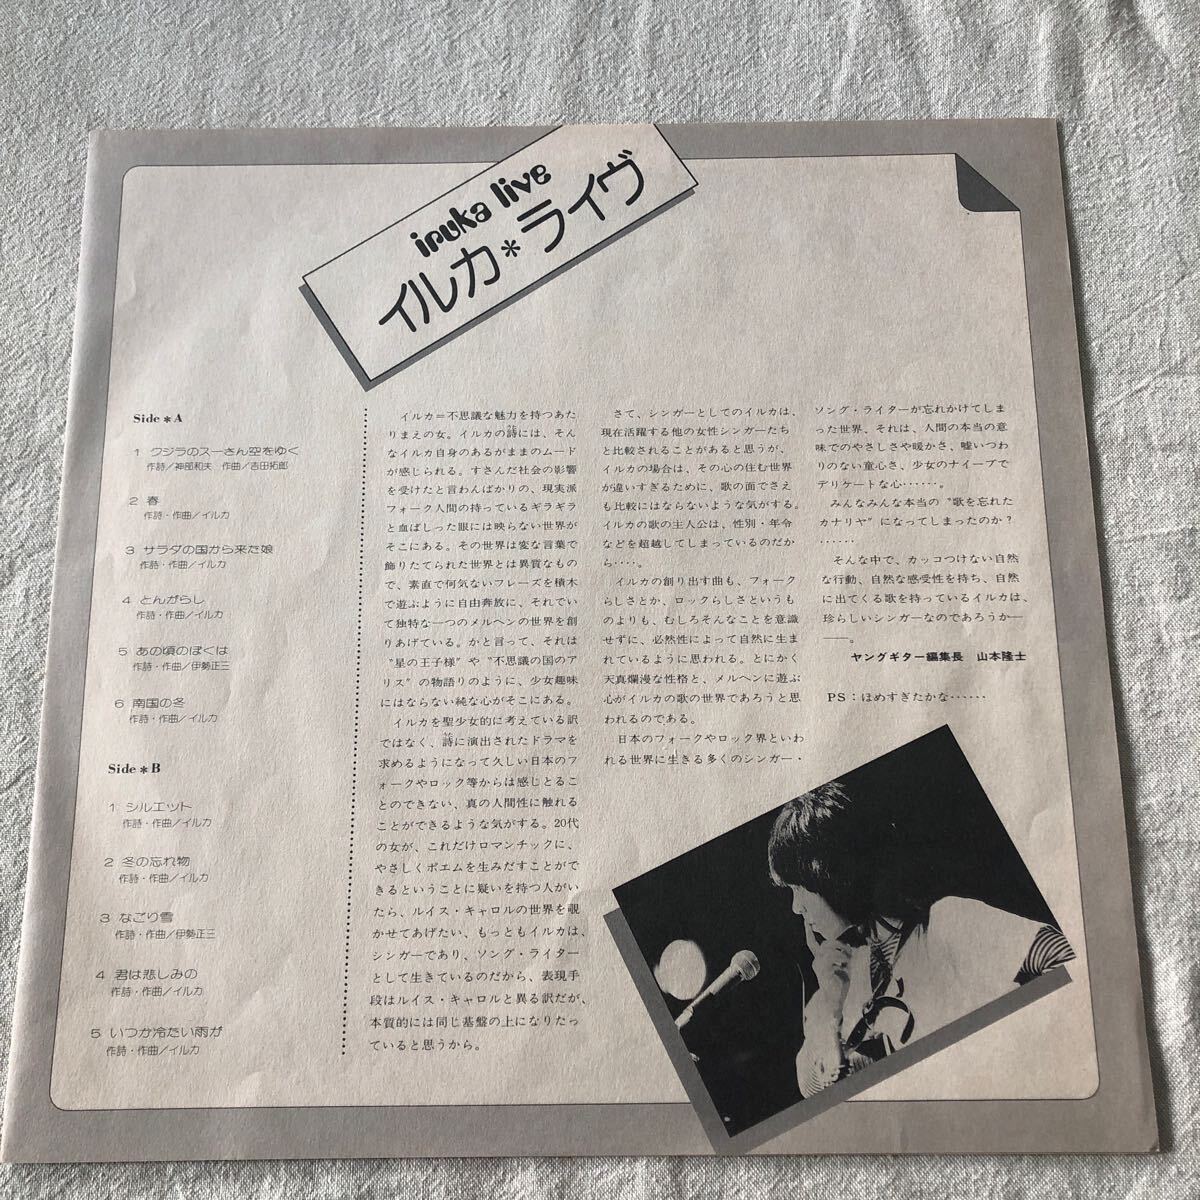 iruka live
イルカ*ライヴ
Side * A
1 クジラのスーさん空をゆく
作詩／神部和夫 作曲／吉田拓郎
2 春
作詩・作曲／イルカ
3 サラダの国から来た娘
作詩・作曲／イルカ
4 とんがらし
作詩・作曲／イルカ
5 あの頃のぼくは
作詩・作曲／伊勢正三
6 南国の冬
作詩・作曲／イルカ
Side * B
1 シルエット
作詩・作曲／イルカ
2 冬の忘れ物
作詩・作曲／イルカ
3 なごり雪
作詩・作曲／伊勢正三
4 君は悲しみの
作詩・作曲／イルカ
5 いつか冷たい雨が
作詩・作曲／イルカ
イルカ＝不思議な魅力を持つあた
りまえの女。イルカの詩には、そん
なイルカ自身のあるがままのムード
が感じられる。すさんだ社会の影響
を受けたと言わんばかりの、現実派
フォーク人間の持っているギラギラ
と血ばしった眼には映らない世界が
そこにある。その世界は変な言葉で
飾りたてられた世界とは異質なもの
で、素直で何気ないフレーズを積木
で遊ぶように自由奔放に、それでい
て独特な一つのメルヘンの世界を創
りあげている。かと言って、それは
〝星の王子様〞や〝不思議の国のア
リス〞の物語りのように、少女趣味
にはならない純な心がそこにある。
イルカを聖少女的に考えている訳
ではなく、詩に演出されたドラマを
求めるようになって久しい日本のフ
ォークやロック等からは感じとるこ
とのできない、真の人間性に触れる
ことができるような気がする。20代
の女が、これだけロマンチックに、
やさしくポエムを生みだすことがで
きるということに疑いを持つ人がい
たら、ルイス・キャロルの世界を覗
かせてあげたい、もっともイルカは、
シンガーであり、ソング・ライター
として生きているのだから、表現手
段はルイス・キャロルと異る訳だが、
本質的には同じ基盤の上になりたっ
ていると思うから。
さて、シンガーとしてのイルカは、
現在活躍する他の女性シンガーたち
と比較されることがあると思うが、
イルカの場合は、その心の住む世界
が違いすぎるために、歌の面でさえ
も比較にはならないような気がする。
イルカの歌の主人公は、性別・年令
などを超越してしまっているのだか
ら‥‥。
イルカの創り出す曲も、フォーク
らしさとか、ロックらしさというも
のよりも、むしろそんなことを意識
せずに、必然性によって自然に生ま
れているように思われる。とにかく
天真爛漫な性格と、メルヘンに遊ぶ
心がイルカの歌の世界であろうと思
われるのである。
日本のフォークやロック界といわ
れる世界に生きる多くのシンガー・
ソング・ライターが忘れかけてしま
った世界、それは、人間の本当の意
味でのやさしさや暖かさ、嘘いつわ
りのない童心さ、少女のナイーブで
デリケートな心‥‥‥。
みんなみんな本当の〝歌を忘れた
カナリヤ〞になってしまったのか？
‥‥‥
そんな中で、カッコつけない自然
な行動、自然な感受性を持ち、自然
に出てくる歌を持っているイルカは、
珍らしいシンガーなのであろうか―
――。
ヤングギター編集長 山本隆士
PS：ほめすぎたかな‥‥‥